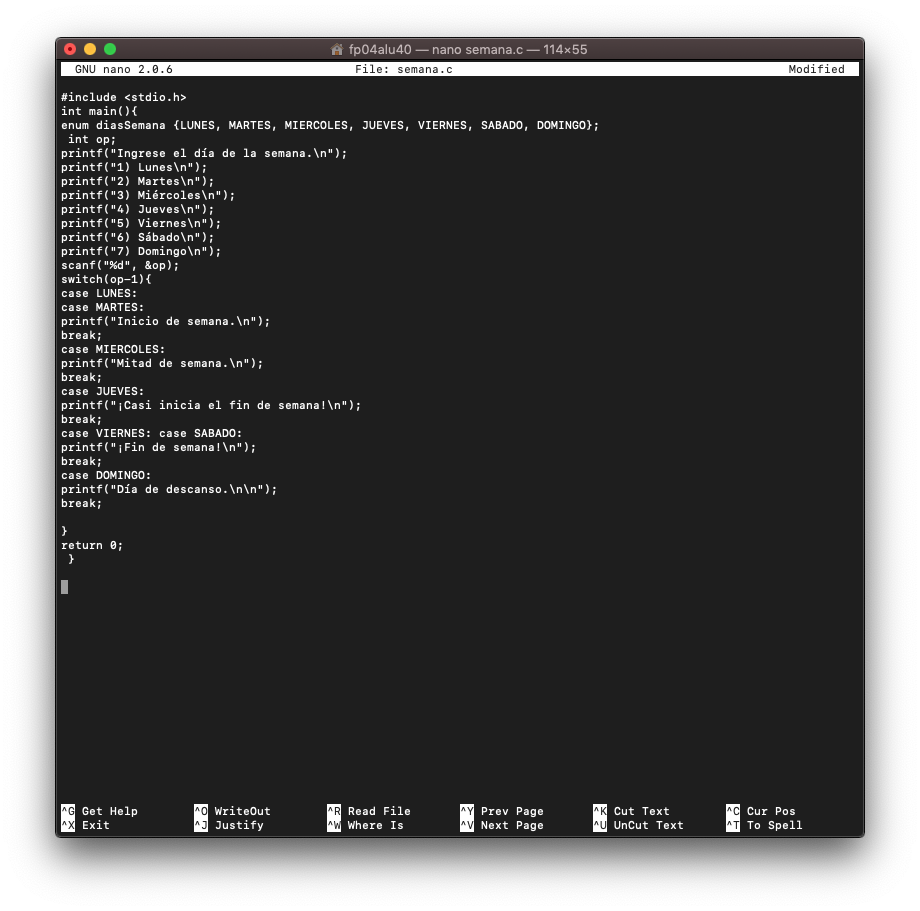 fp04alu40 — nano semana.c — 114×55
GNU nano 2.0.6 File: semana.c Modified
#include <stdio.h>
int main(){
enum diasSemana {LUNES, MARTES, MIERCOLES, JUEVES, VIERNES, SABADO, DOMINGO};
 int op;
printf("Ingrese el día de la semana.\n");
printf("1) Lunes\n");
printf("2) Martes\n");
printf("3) Miércoles\n");
printf("4) Jueves\n");
printf("5) Viernes\n");
printf("6) Sábado\n");
printf("7) Domingo\n");
scanf("%d", &op);
switch(op-1){
case LUNES:
case MARTES:
printf("Inicio de semana.\n");
break;
case MIERCOLES:
printf("Mitad de semana.\n");
break;
case JUEVES:
printf("¡Casi inicia el fin de semana!\n");
break;
case VIERNES: case SABADO:
printf("¡Fin de semana!\n");
break;
case DOMINGO:
printf("Día de descanso.\n\n");
break;
}
return 0;
 }
^G Get Help ^O WriteOut ^R Read File ^Y Prev Page ^K Cut Text ^C Cur Pos
^X Exit ^J Justify ^W Where Is ^V Next Page ^U UnCut Text ^T To Spell